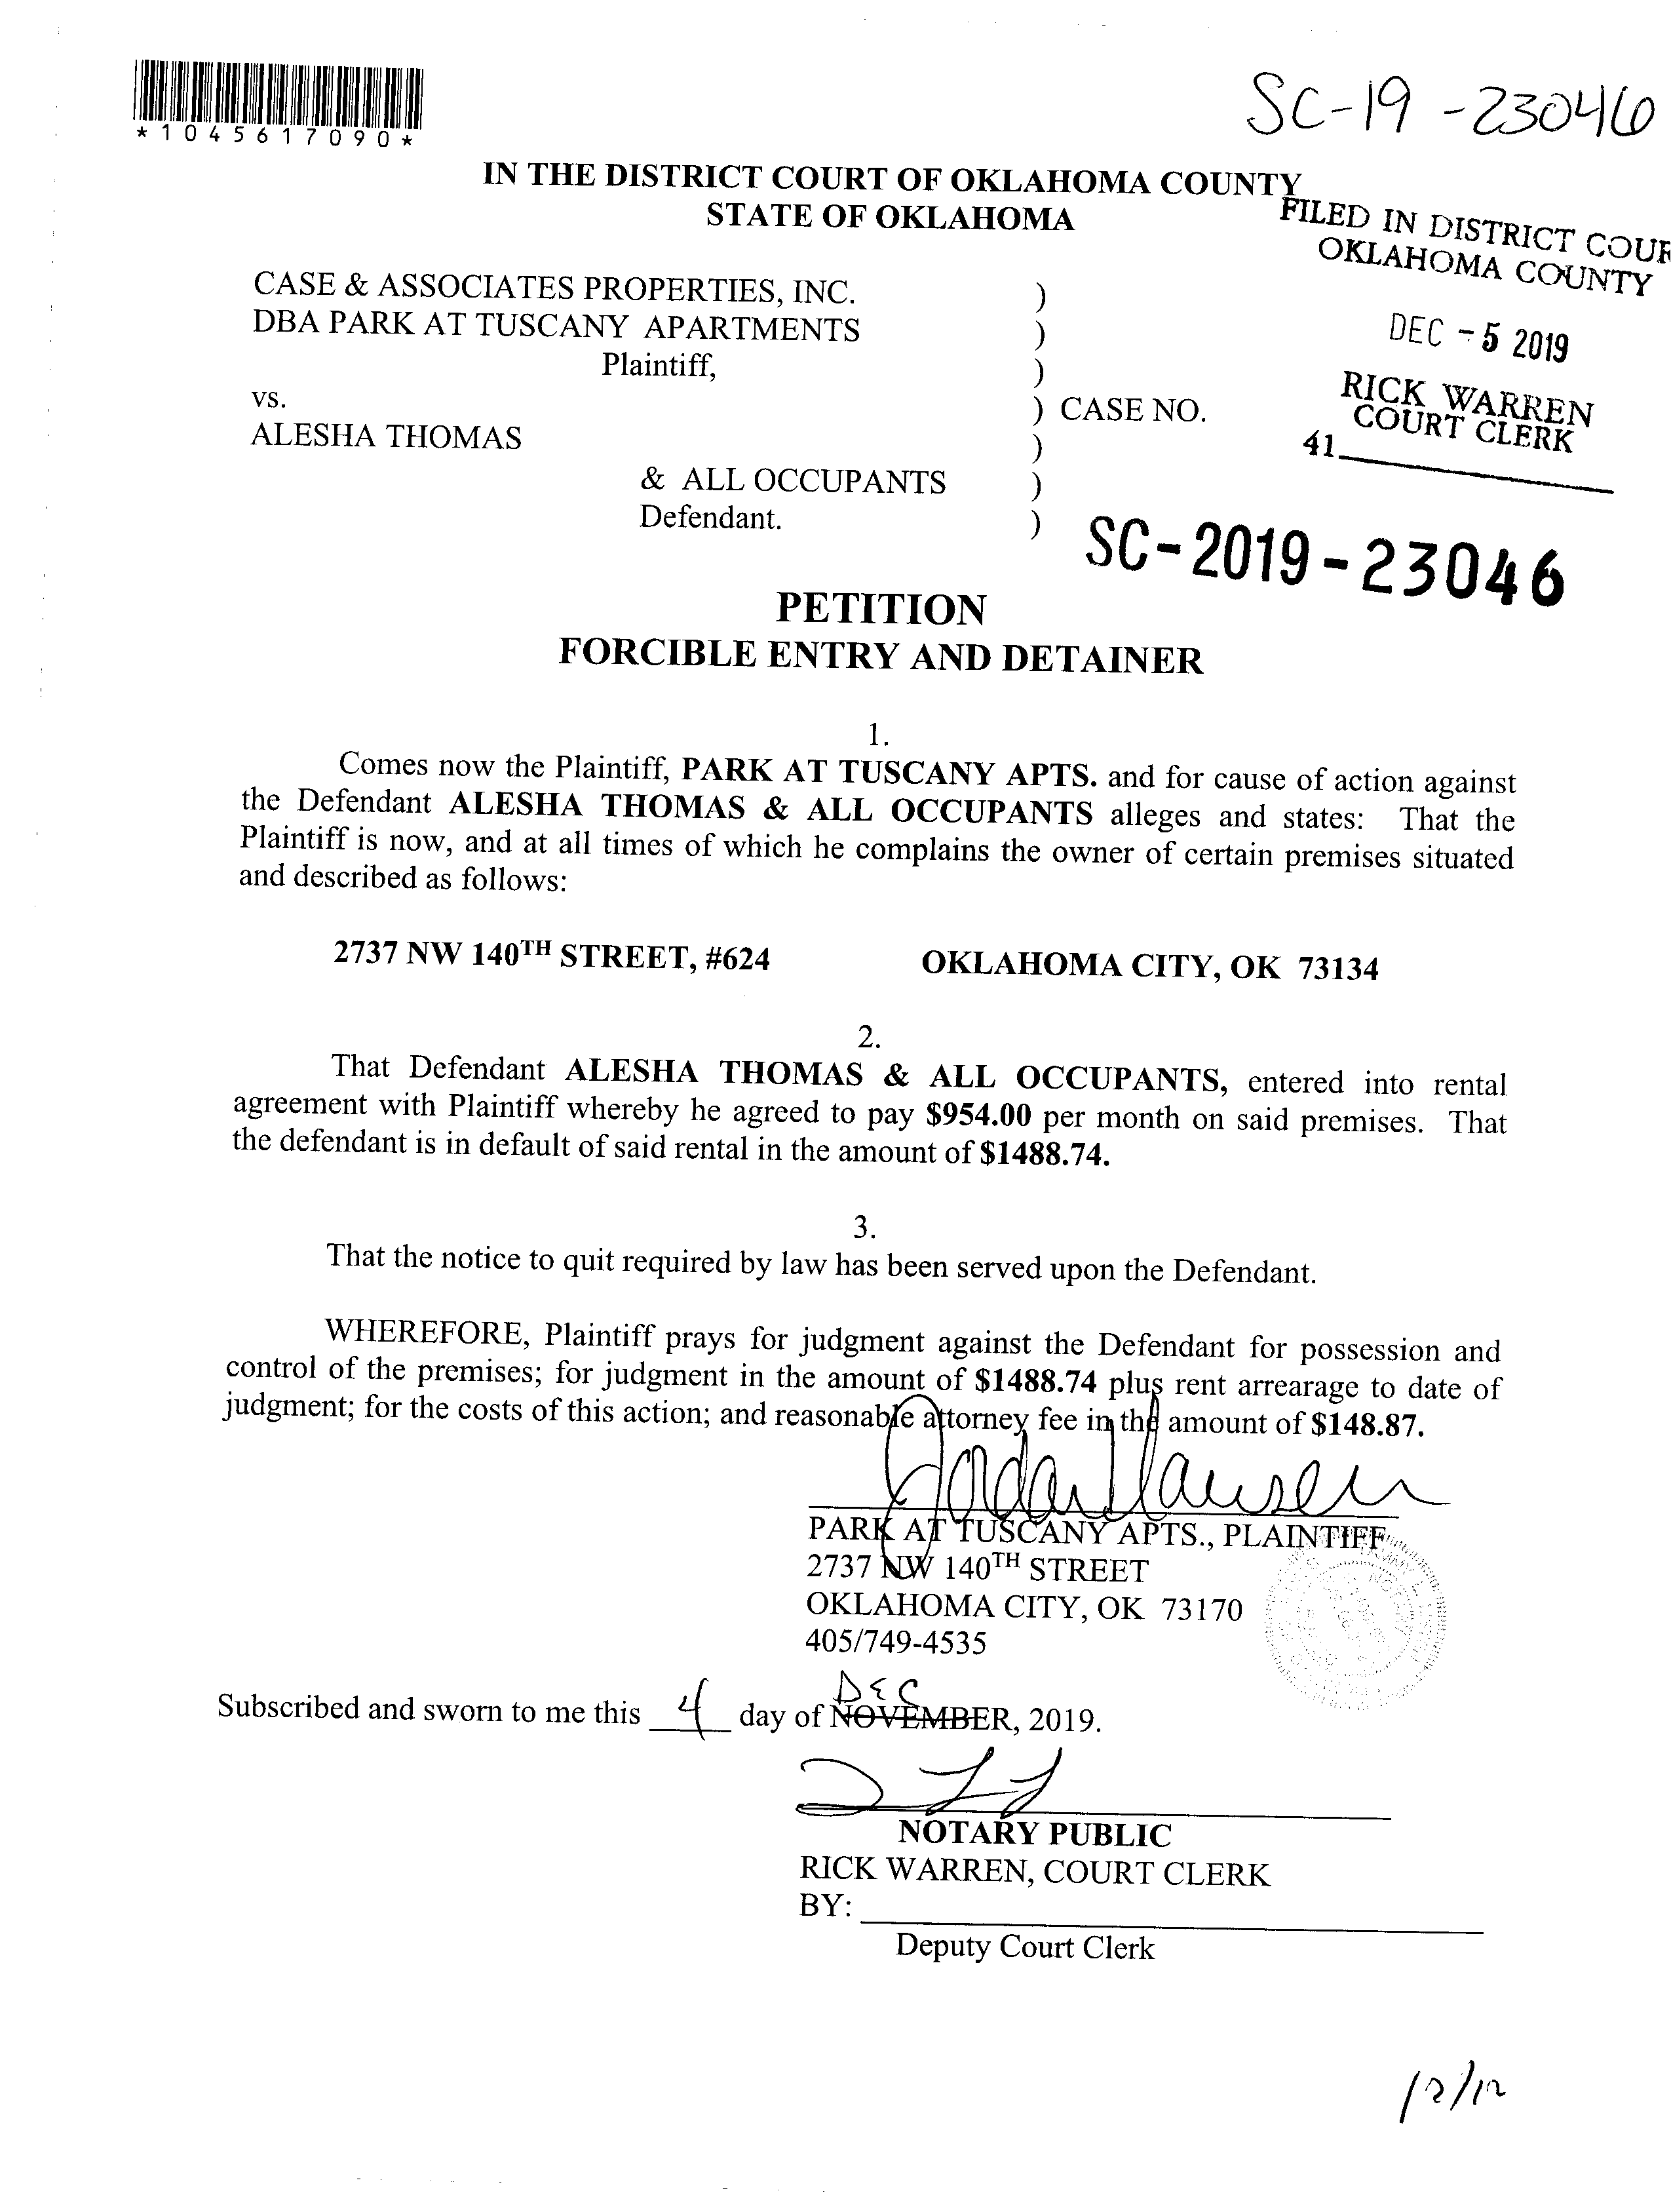 *1045617090*
SC-19-23046
IN THE DISTRICT COURT OF OKLAHOMA COUNTY
STATE OF OKLAHOMA
FILED IN DISTRICT COUR
OKLAHOMA COUNTY
DEC -5 2019
RICK WARREN
COURT CLERK
41
CASE & ASSOCIATES PROPERTIES, INC. )
DBA PARK AT TUSCANY APARTMENTS )
Plaintiff, )
vs. ) CASE NO.
ALESHA THOMAS )
& ALL OCCUPANTS )
Defendant. )
SC-2019-23046
PETITION
FORCIBLE ENTRY AND DETAINER
1.
Comes now the Plaintiff, PARK AT TUSCANY APTS. and for cause of action against
the Defendant ALESHA THOMAS & ALL OCCUPANTS alleges and states: That the
Plaintiff is now, and at all times of which he complains the owner of certain premises situated
and described as follows:
2737 NW 140TH STREET, #624 OKLAHOMA CITY, OK 73134
2.
That Defendant ALESHA THOMAS & ALL OCCUPANTS, entered into rental
agreement with Plaintiff whereby he agreed to pay $954.00 per month on said premises. That
the defendant is in default of said rental in the amount of $1488.74.
3.
That the notice to quit required by law has been served upon the Defendant.
WHEREFORE, Plaintiff prays for judgment against the Defendant for possession and
control of the premises; for judgment in the amount of $1488.74 plus rent arrearage to date of
judgment; for the costs of this action; and reasonable attorney fee in the amount of $148.87.
PARK AT TUSCANY APTS., PLAINTIFF
2737 NW 140TH STREET
OKLAHOMA CITY, OK 73170
405/749-4535
DEC
Subscribed and sworn to me this 4 day of NOVEMBER, 2019.
NOTARY PUBLIC
RICK WARREN, COURT CLERK
BY:
Deputy Court Clerk
12/12